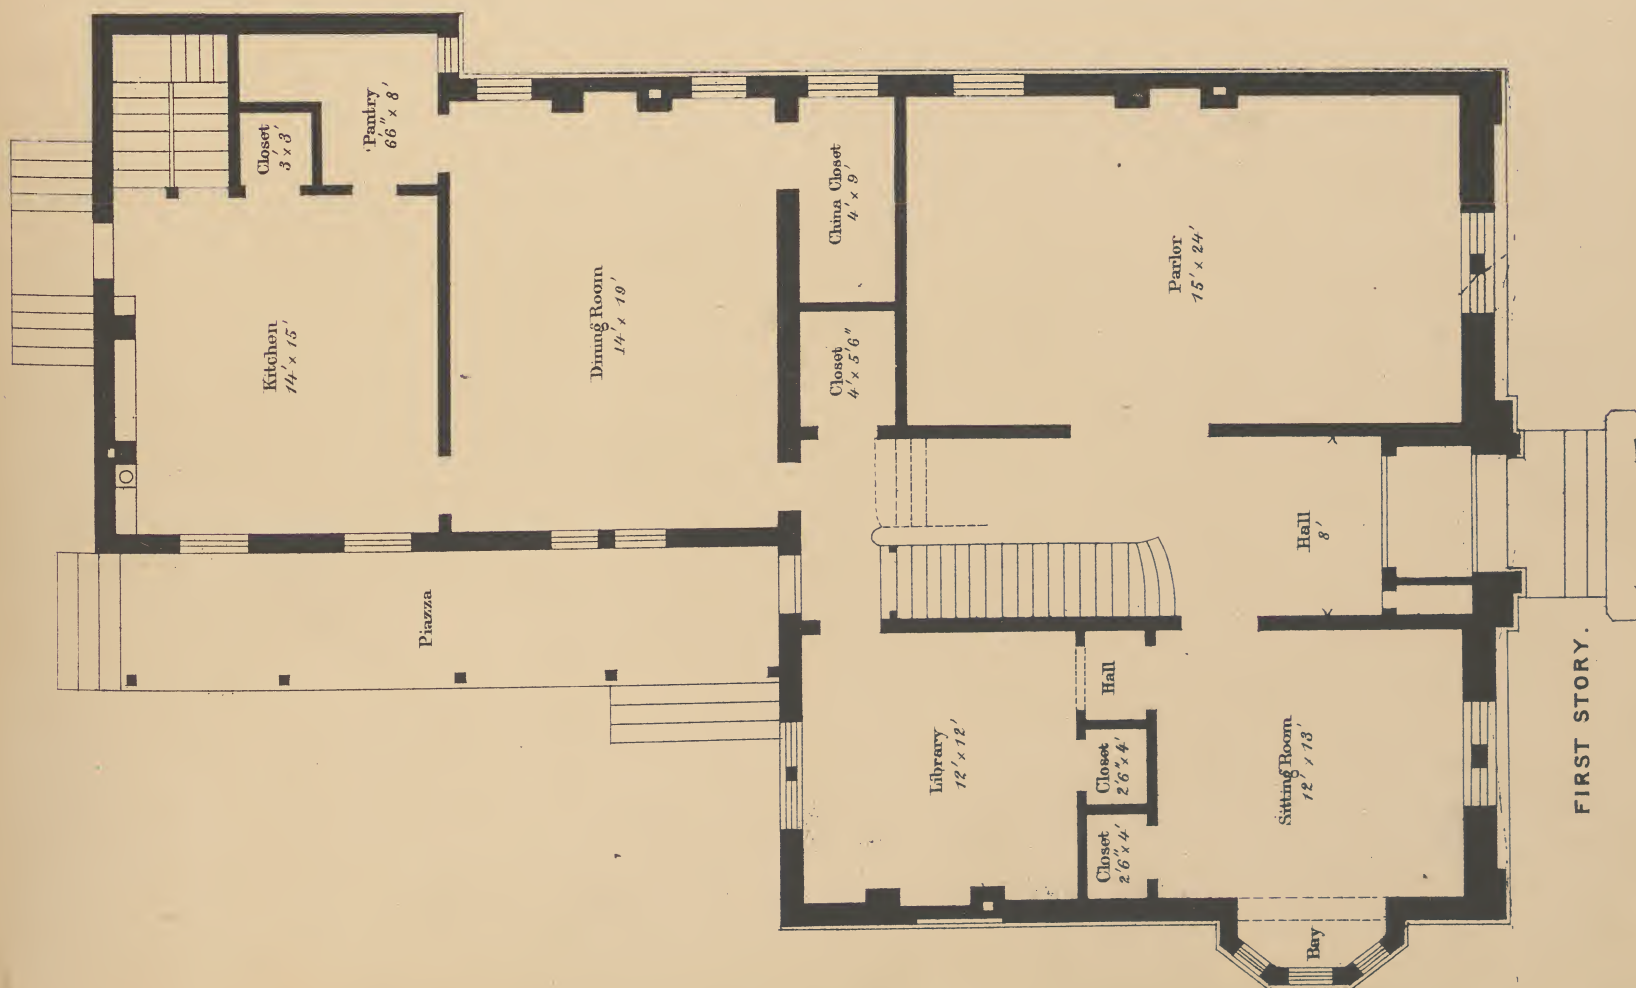 Closet
3' x 3'
Pantry
6'6" x 8'
Kitchen
14' x 15'
Dining Room
14' x 19'
China Closet
4' x 9'
Closet
4' x 5'6"
Parlor
15' x 24'
Hall
8'
Piazza
Library
12' x 12'
Hall
Closet
2'6" x 4'
Closet
2'6" x 4'
Sitting Room
12' x 13'
Bay
FIRST STORY.